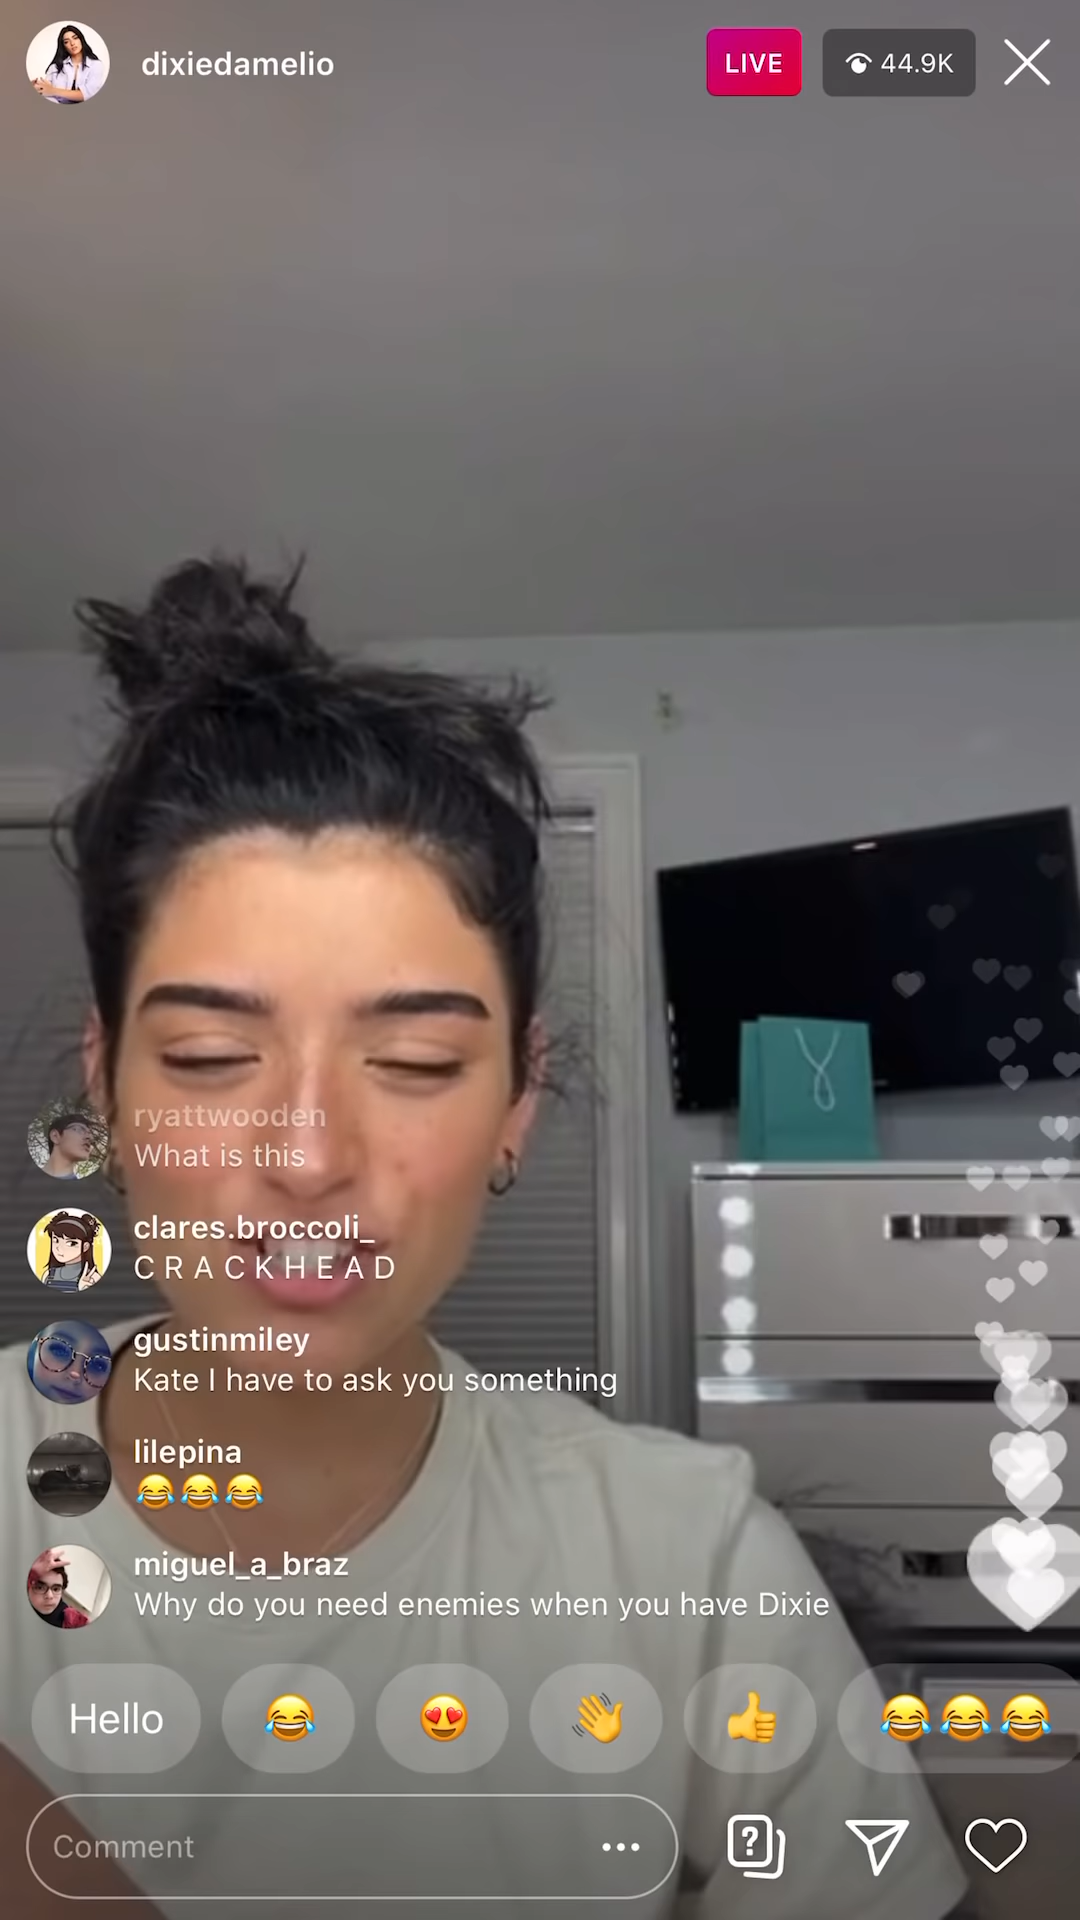 dixiedamelio
LIVE
44.9K
ryattwooden
What is this
clares.broccoli_
C R A C K H E A D
gustinmiley
Kate I have to ask you something
lilepina
😂😂😂
miguel_a_braz
Why do you need enemies when you have Dixie
Hello 😂 😍 👋 👍 😂😂😂
Comment
?